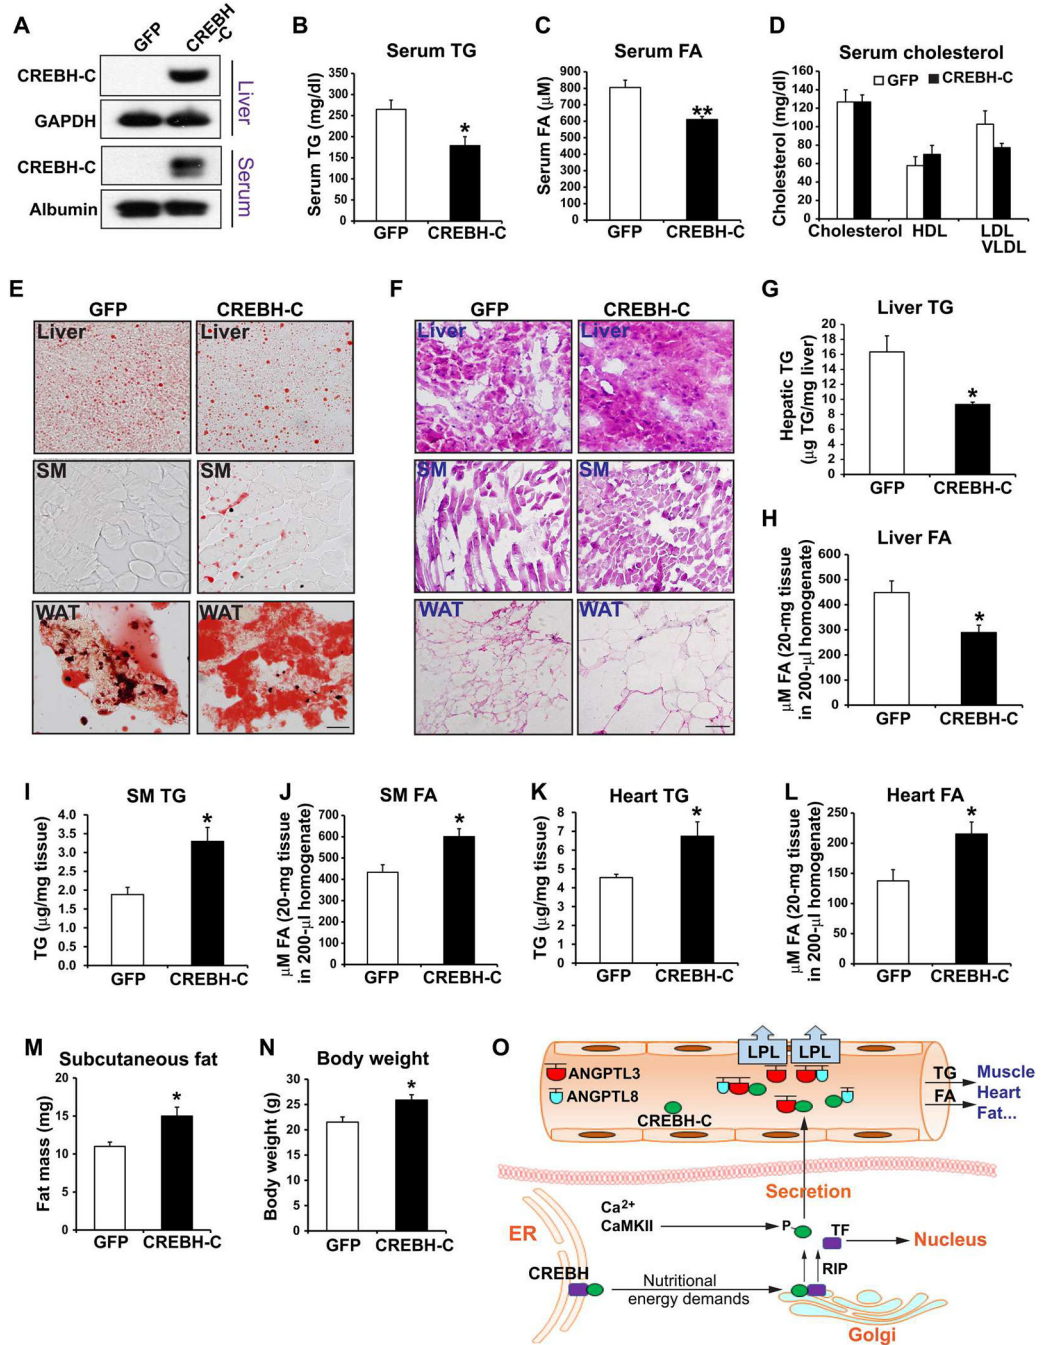 A
GFP
CREBH
-C
CREBH-C
GAPDH
Liver
CREBH-C
Albumin
Serum
B
Serum TG
Serum TG (mg/dl)
350
300
250
200
150
100
50
0
*
GFP CREBH-C
C
Serum FA
Serum FA (μM)
900
800
700
600
500
400
300
200
100
0
**
GFP CREBH-C
D
Serum cholesterol
GFP CREBH-C
Cholesterol (mg/dl)
160
140
120
100
80
60
40
20
0
Cholesterol HDL LDL
VLDL
E
GFP CREBH-C
Liver Liver
SM SM
WAT WAT
F
GFP CREBH-C
Liver Liver
SM SM
WAT WAT
G
Liver TG
Hepatic TG
(μg TG/mg liver)
20
18
16
14
12
10
8
6
4
2
0
*
GFP CREBH-C
H
Liver FA
μM FA (20-mg tissue
in 200-μl homogenate)
600
500
400
300
200
100
0
*
GFP CREBH-C
I
SM TG
TG (μg/mg tissue)
4.0
3.5
3.0
2.5
2.0
1.5
1.0
0.5
0.0
*
GFP CREBH-C
J
SM FA
μM FA (20-mg tissue
in 200-μl homogenate)
700
600
500
400
300
200
100
0
*
GFP CREBH-C
K
Heart TG
TG (μg/mg tissue)
8
7
6
5
4
3
2
1
0
*
GFP CREBH-C
L
Heart FA
μM FA (20-mg tissue
in 200-μl homogenate)
250
200
150
100
50
0
*
GFP CREBH-C
M
Subcutaneous fat
Fat mass (mg)
20
15
10
5
0
*
GFP CREBH-C
N
Body weight
Body weight (g)
30
25
20
15
10
5
0
*
GFP CREBH-C
O
LPL LPL
ANGPTL3
ANGPTL8
CREBH-C
TG
FA
Muscle
Heart
Fat...
Secretion
Ca2+
CaMKII
P
TF
Nucleus
ER
RIP
CREBH
Nutritional
energy demands
Golgi